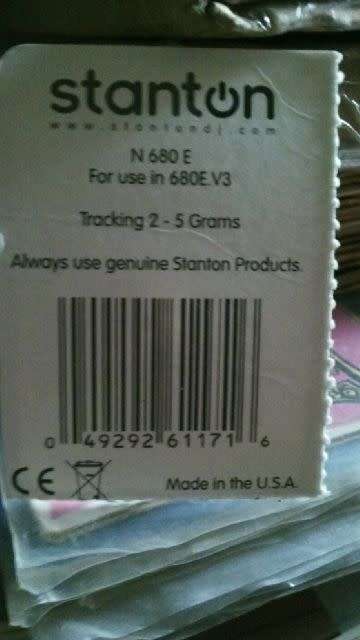 stanton
www.stantondj.com
N 680 E
For use in 680E.V3
Tracking 2 - 5 Grams
Always use genuine Stanton Products.
0 49292 61171 6
CE
Made in the U.S.A.